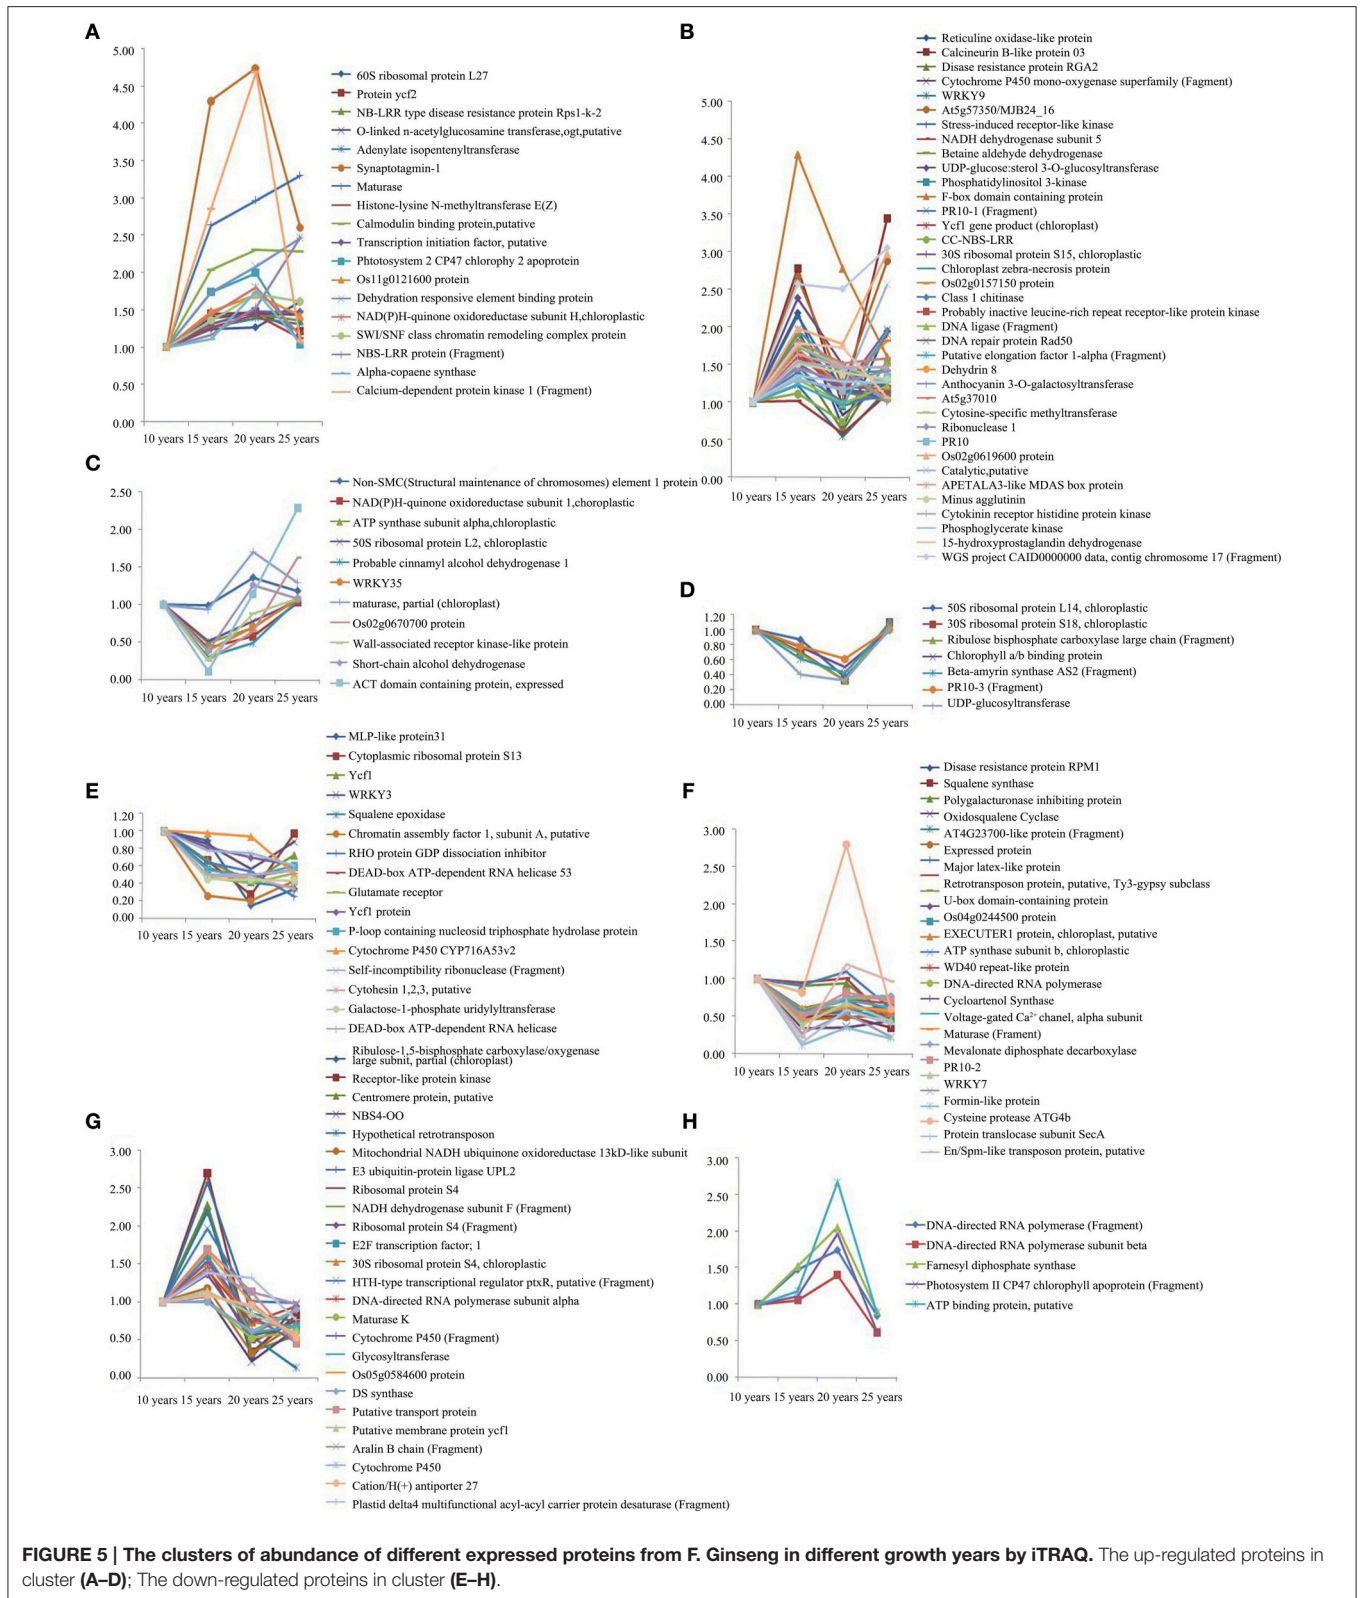 A
5.00
4.50
4.00
3.50
3.00
2.50
2.00
1.50
1.00
0.50
0.00
10 years 15 years 20 years 25 years
60S ribosomal protein L27
Protein ycf2
NB-LRR type disease resistance protein Rps1-k-2
O-linked n-acetylglucosamine transferase,ogt,putative
Adenylate isopentenyltransferase
Synaptotagmin-1
Maturase
Histone-lysine N-methyltransferase E(Z)
Calmodulin binding protein,putative
Transcription initiation factor, putative
Phtotosystem 2 CP47 chlorophy 2 apoprotein
Os11g0121600 protein
Dehydration responsive element binding protein
NAD(P)H-quinone oxidoreductase subunit H,chloroplastic
SWI/SNF class chromatin remodeling complex protein
NBS-LRR protein (Fragment)
Alpha-copaene synthase
Calcium-dependent protein kinase 1 (Fragment)
B
5.00
4.50
4.00
3.50
3.00
2.50
2.00
1.50
1.00
0.50
0.00
10 years 15 years 20 years 25 years
Reticuline oxidase-like protein
Calcineurin B-like protein 03
Disase resistance protein RGA2
Cytochrome P450 mono-oxygenase superfamily (Fagment)
WRKY9
At5g57350/MJB24_16
Stress-induced receptor-like kinase
NADH dehydrogenase subunit 5
Betaine aldehyde dehydrogenase
UDP-glucose:sterol 3-O-glucosyltransferase
Phosphatidylinositol 3-kinase
F-box domain containing protein
PR10-1 (Fragment)
Ycf1 gene product (chloroplast)
CC-NBS-LRR
30S ribosomal protein S15, chloroplastic
Chloroplast zebra-necrosis protein
Os02g0157150 protein
Class 1 chitinase
Probably inactive leucine-rich repeat receptor-like protein kinase
DNA ligase (Fragment)
DNA repair protein Rad50
Putative elongation factor 1-alpha (Fragment)
Dehydrin 8
Anthocyanin 3-O-galactosyltransferase
At5g37010
Cytosine-specific methyltransferase
Ribonuclease 1
PR10
Os02g0619600 protein
Catalytic,putative
APETALA3-like MDAS box protein
Minus agglutinin
Cytokinin receptor histidine protein kinase
Phosphoglycerate kinase
15-hydroxyprostaglandin dehydrogenase
WGS project CAID0000000 data, contig chromosome 17 (Fragment)
C
2.50
2.00
1.50
1.00
0.50
0.00
10 years 15 years 20 years 25 years
Non-SMC(Structural maintenance of chromosomes) element 1 protein
NAD(P)H-quinone oxidoreductase subunit 1,choroplastic
ATP synthase subunit alpha,chloroplastic
50S ribosomal protein L2, chloroplastic
Probable cinnamyl alcohol dehydrogenase 1
WRKY35
maturase, partial (chloroplast)
Os02g0670700 protein
Wall-associated receptor kinase-like protein
Short-chain alcohol dehydrogenase
ACT domain containing protein, expressed
D
1.20
1.00
0.80
0.60
0.40
0.20
0.00
10 years 15 years 20 years 25 years
50S ribosomal protein L14, chloroplastic
30S ribosomal protein S18, chloroplastic
Ribulose bisphosphate carboxylase large chain (Fragment)
Chlorophyll a/b binding protein
Beta-amyrin synthase AS2 (Fragment)
PR10-3 (Fragment)
UDP-glucosyltransferase
E
1.20
1.00
0.80
0.60
0.40
0.20
0.00
10 years 15 years 20 years 25 years
MLP-like protein31
Cytoplasmic ribosomal protein S13
Ycf1
WRKY3
Squalene epoxidase
Chromatin assembly factor 1, subunit A, putative
RHO protein GDP dissociation inhibitor
DEAD-box ATP-dependent RNA helicase 53
Glutamate receptor
Ycf1 protein
P-loop containing nucleosid triphosphate hydrolase protein
Cytochrome P450 CYP716A53v2
Self-incomptibility ribonuclease (Fragment)
Cytohesin 1,2,3, putative
Galactose-1-phosphate uridylyltransferase
DEAD-box ATP-dependent RNA helicase
F
3.00
2.50
2.00
1.50
1.00
0.50
0.00
10 years 15 years 20 years 25 years
Disase resistance protein RPM1
Squalene synthase
Polygalacturonase inhibiting protein
Oxidosqualene Cyclase
AT4G23700-like protein (Fragment)
Expressed protein
Major latex-like protein
Retrotransposon protein, putative, Ty3-gypsy subclass
U-box domain-containing protein
Os04g0244500 protein
EXECUTER1 protein, chloroplast, putative
ATP synthase subunit b, chloroplastic
WD40 repeat-like protein
DNA-directed RNA polymerase
Cycloartenol Synthase
Voltage-gated Ca²⁺ chanel, alpha subunit
Maturase (Frament)
Mevalonate diphosphate decarboxylase
PR10-2
WRKY7
Formin-like protein
Cysteine protease ATG4b
Protein translocase subunit SecA
En/Spm-like transposon protein, putative
G
3.00
2.50
2.00
1.50
1.00
0.50
0.00
10 years 15 years 20 years 25 years
Ribulose-1,5-bisphosphate carboxylase/oxygenase
large subnit, partial (chloroplast)
Receptor-like protein kinase
Centromere protein, putative
NBS4-OO
Hypothetical retrotransposon
Mitochondrial NADH ubiquinone oxidoreductase 13kD-like subunit
E3 ubiquitin-protein ligase UPL2
Ribosomal protein S4
NADH dehydrogenase subunit F (Fragment)
Ribosomal protein S4 (Fragment)
E2F transcription factor; 1
30S ribosomal protein S4, chloroplastic
HTH-type transcriptional regulator ptxR, putative (Fragment)
DNA-directed RNA polymerase subunit alpha
Maturase K
Cytochrome P450 (Fragment)
Glycosyltransferase
Os05g0584600 protein
DS synthase
Putative transport protein
Putative membrane protein ycf1
Aralin B chain (Fragment)
Cytochrome P450
Cation/H(+) antiporter 27
Plastid delta4 multifunctional acyl-acyl carrier protein desaturase (Fragment)
H
3.00
2.50
2.00
1.50
1.00
0.50
0.00
10 years 15 years 20 years 25 years
DNA-directed RNA polymerase (Fragment)
DNA-directed RNA polymerase subunit beta
Farnesyl diphosphate synthase
Photosystem II CP47 chlorophyll apoprotein (Fragment)
ATP binding protein, putative
FIGURE 5 | The clusters of abundance of different expressed proteins from F. Ginseng in different growth years by iTRAQ. The up-regulated proteins in
cluster (A–D); The down-regulated proteins in cluster (E–H).